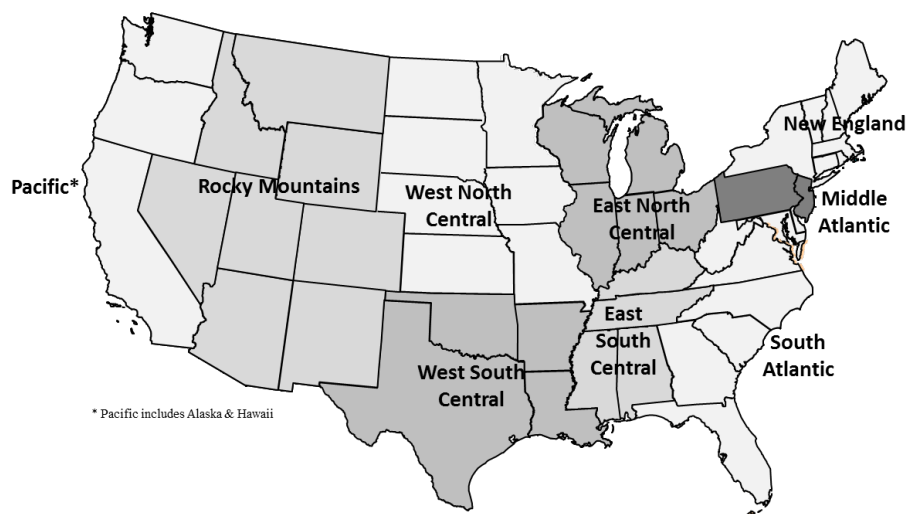 New England
Pacific*
Rocky Mountains
West North
Central
East North
Central
Middle
Atlantic
East
South
Central
South
Atlantic
West South
Central
* Pacific includes Alaska & Hawaii